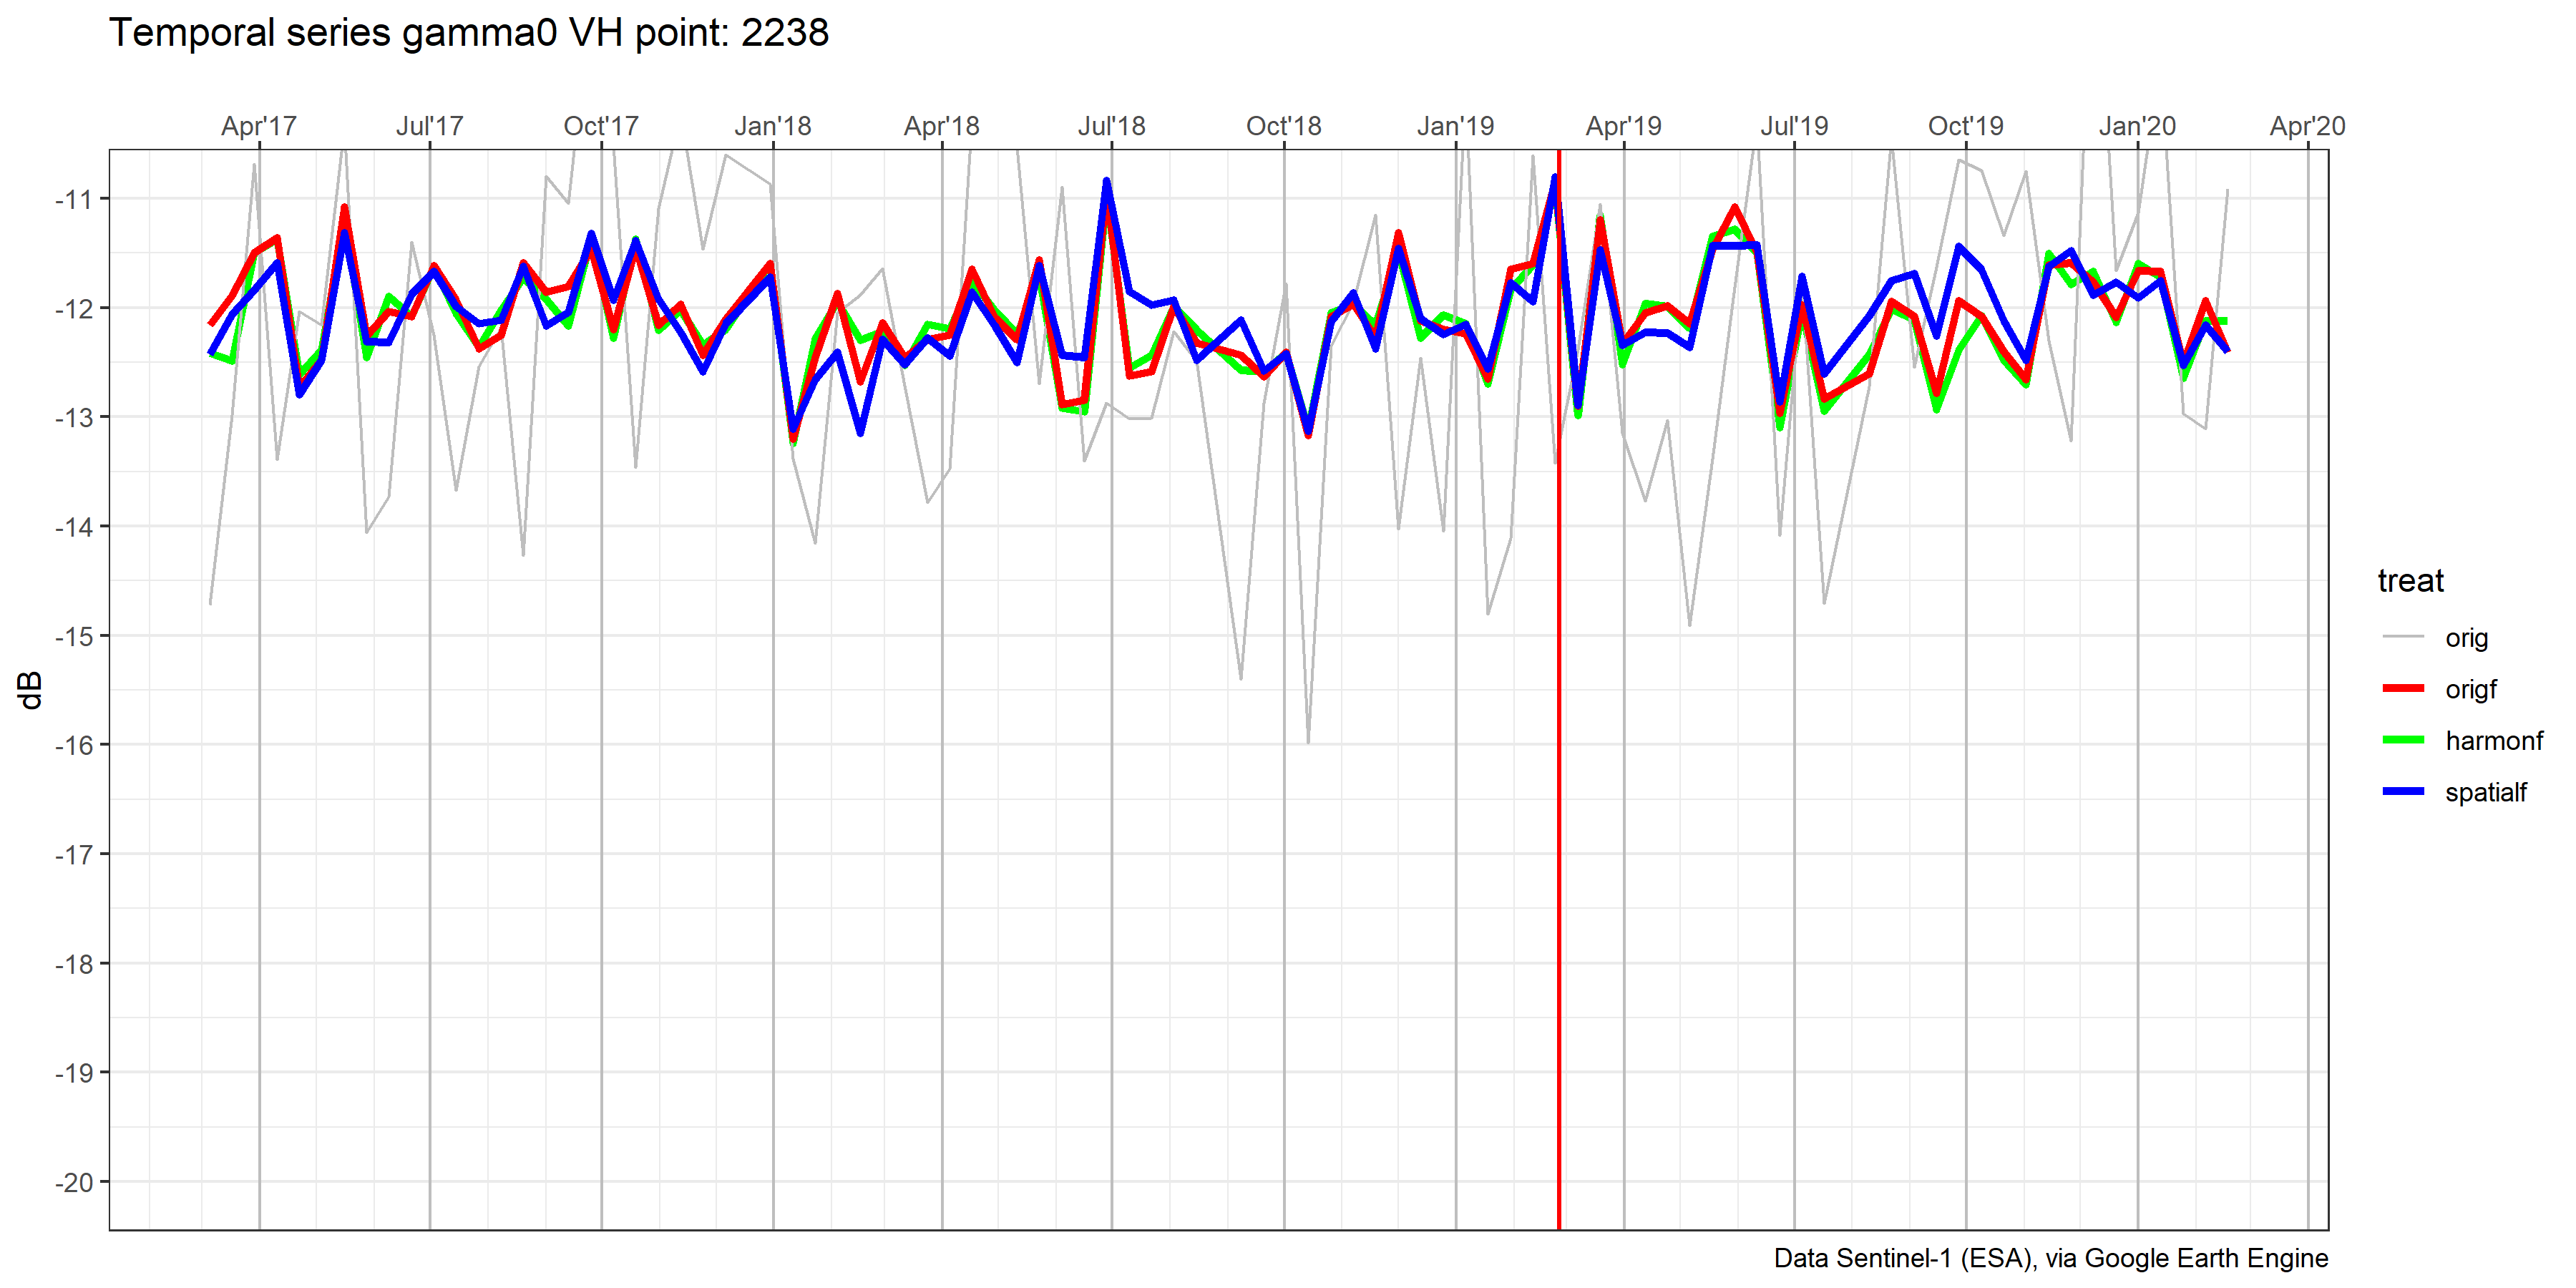 Temporal series gamma0 VH point: 2238
Apr'17 Jul'17 Oct'17 Jan'18 Apr'18 Jul'18 Oct'18 Jan'19 Apr'19 Jul'19 Oct'19 Jan'20 Apr'20
-11
-12
-13
-14
-15
-16
-17
-18
-19
-20
dB
treat
orig
origf
harmonf
spatialf
Data Sentinel-1 (ESA), via Google Earth Engine